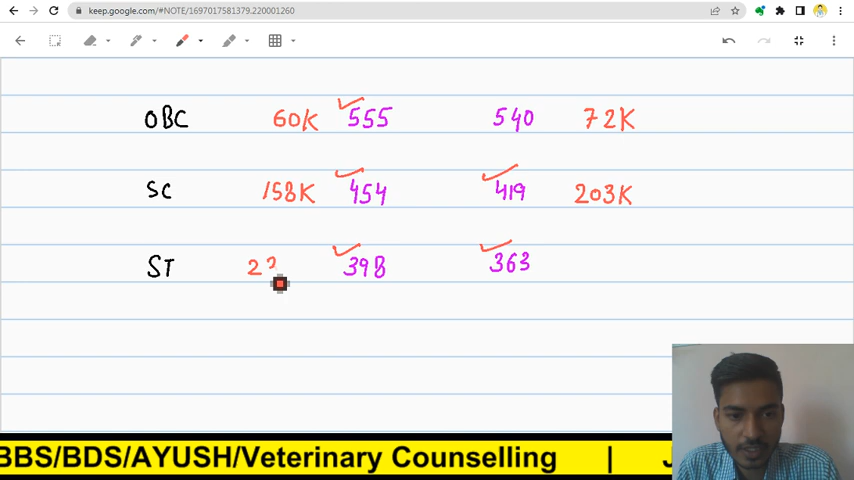 keep.google.com/#NOTE/1697017581379.220001260
OBC 60K 555 540 72K
SC 158K 454 419 203K
ST 398 363
BBS/BDS/AYUSH/Veterinary Counselling | J